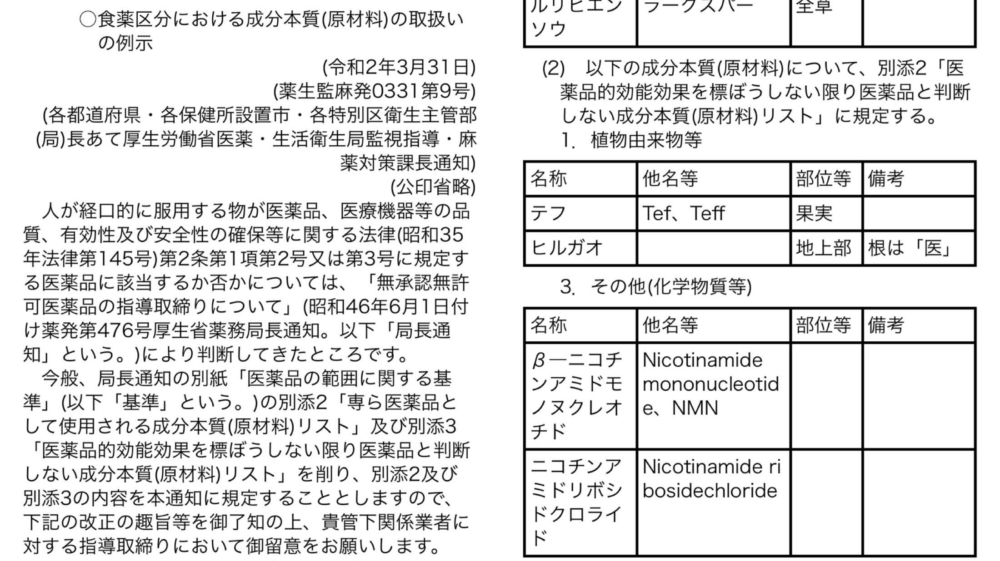 ○食薬区分における成分本質(原材料)の取扱い
の例示
(令和2年3月31日)
(薬生監麻発0331第9号)
(各都道府県・各保健所設置市・各特別区衛生主管部
(局)長あて厚生労働省医薬・生活衛生局監視指導・麻
薬対策課長通知)
(公印省略)
人が経口的に服用する物が医薬品、医療機器等の品
質、有効性及び安全性の確保等に関する法律(昭和35
年法律第145号)第2条第1項第2号又は第3号に規定す
る医薬品に該当するか否かについては、「無承認無許
可医薬品の指導取締りについて」(昭和46年6月1日付
け薬発第476号厚生省薬務局長通知。以下「局長通
知」という。)により判断してきたところです。
今般、局長通知の別紙「医薬品の範囲に関する基
準」(以下「基準」という。)の別添2「専ら医薬品と
して使用される成分本質(原材料)リスト」及び別添3
「医薬品的効能効果を標ぼうしない限り医薬品と判断
しない成分本質(原材料)リスト」を削り、別添2及び
別添3の内容を本通知に規定することとしますので、
下記の改正の趣旨等を御了知の上、貴管下関係業者に
対する指導取締りにおいて御留意をお願いします。
ルリヒエン ラークスパー 全草
ソウ
(2) 以下の成分本質(原材料)について、別添2「医
薬品的効能効果を標ぼうしない限り医薬品と判断
しない成分本質(原材料)リスト」に規定する。
1. 植物由来物等
名称 他名等 部位等 備考
テフ Tef、Teff 果実
ヒルガオ 地上部 根は「医」
3. その他(化学物質等)
名称 他名等 部位等 備考
β―ニコチ Nicotinamide
ンアミドモ mononucleotid
ノヌクレオ e、NMN
チド
ニコチンア Nicotinamide ri
ミドリボシ bosidechloride
ドクロライ
ド